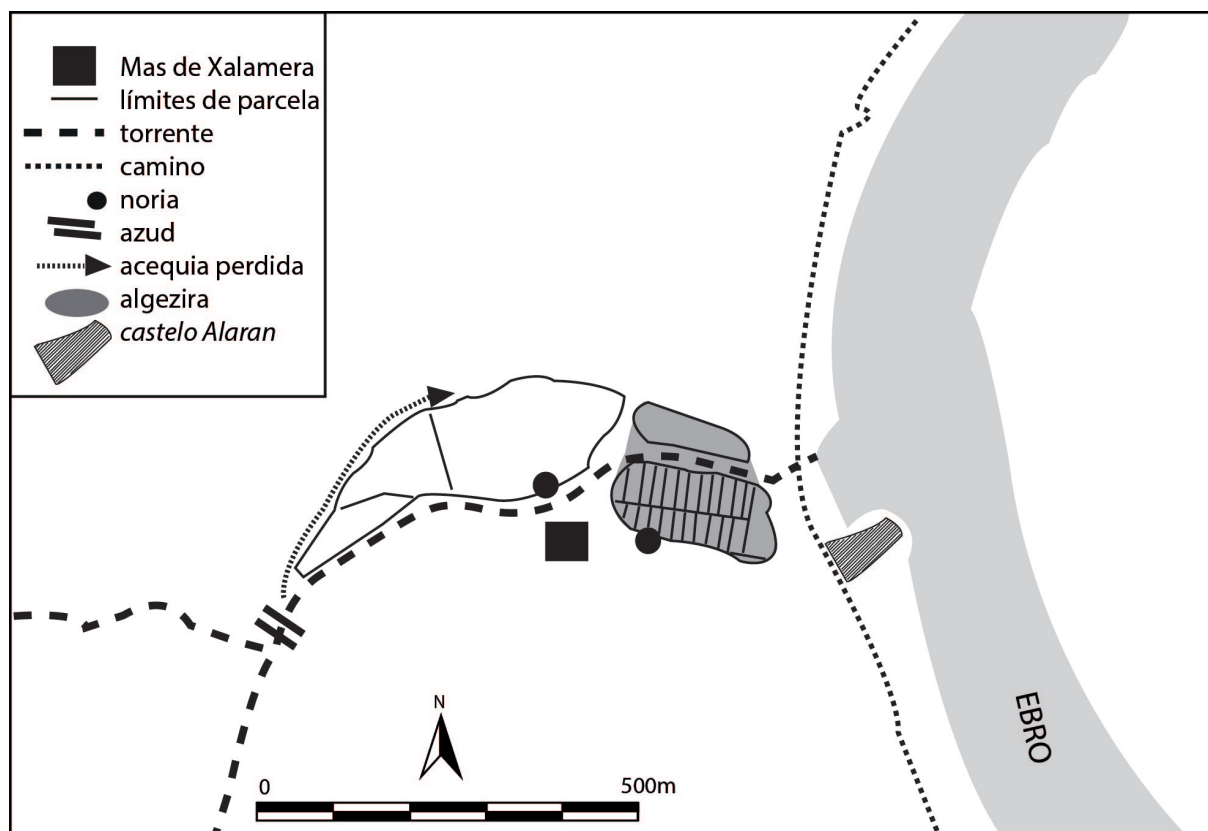 Mas de Xalamera
límites de parcela
torrente
camino
noria
azud
acequia perdida
algezira
castelo Alaran
EBRO
N
0 500m